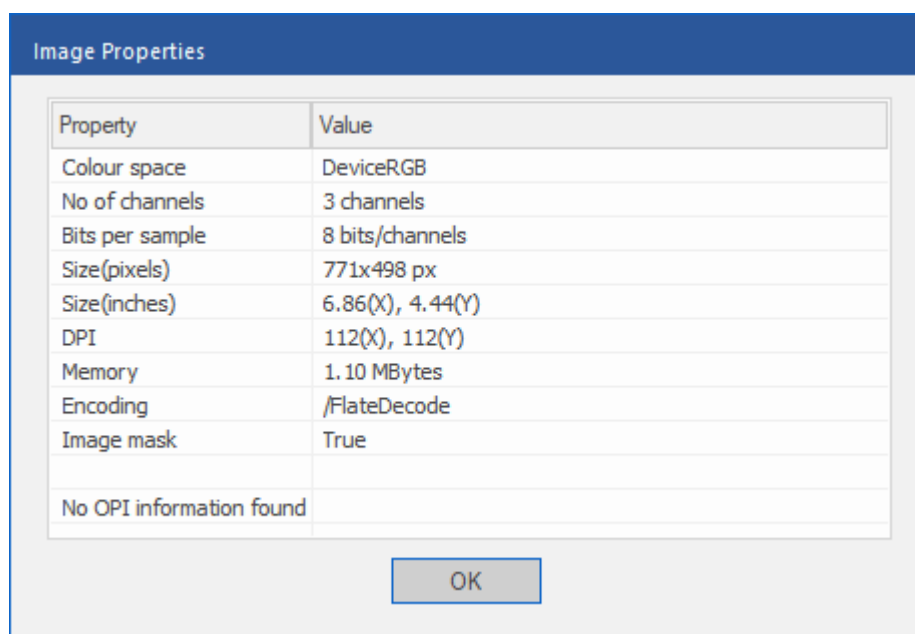 Image Properties
Property Value
Colour space DeviceRGB
No of channels 3 channels
Bits per sample 8 bits/channels
Size(pixels) 771x498 px
Size(inches) 6.86(X), 4.44(Y)
DPI 112(X), 112(Y)
Memory 1.10 MBytes
Encoding /FlateDecode
Image mask True
No OPI information found
OK